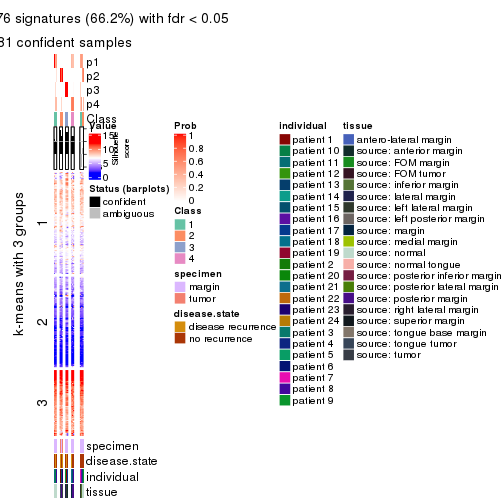 76 signatures (66.2%) with fdr < 0.05
31 confident samples
p1
p2
p3
p4
Class
Value
15
10
5
0
Silhouette
score
Status (barplots)
confident
ambiguous
Prob
1
0.8
0.6
0.4
0.2
0
Class
1
2
3
4
specimen
margin
tumor
disease.state
disease recurrence
no recurrence
individual
patient 1
patient 10
patient 11
patient 12
patient 13
patient 14
patient 15
patient 16
patient 17
patient 18
patient 19
patient 2
patient 20
patient 21
patient 22
patient 23
patient 24
patient 3
patient 4
patient 5
patient 6
patient 7
patient 8
patient 9
tissue
antero-lateral margin
source: anterior margin
source: FOM margin
source: FOM tumor
source: inferior margin
source: lateral margin
source: left lateral margin
source: left posterior margin
source: margin
source: medial margin
source: normal
source: normal tongue
source: posterior inferior margin
source: posterior lateral margin
source: posterior margin
source: right lateral margin
source: superior margin
source: tongue base margin
source: tongue tumor
source: tumor
k-means with 3 groups
1
2
3
specimen
disease.state
individual
tissue